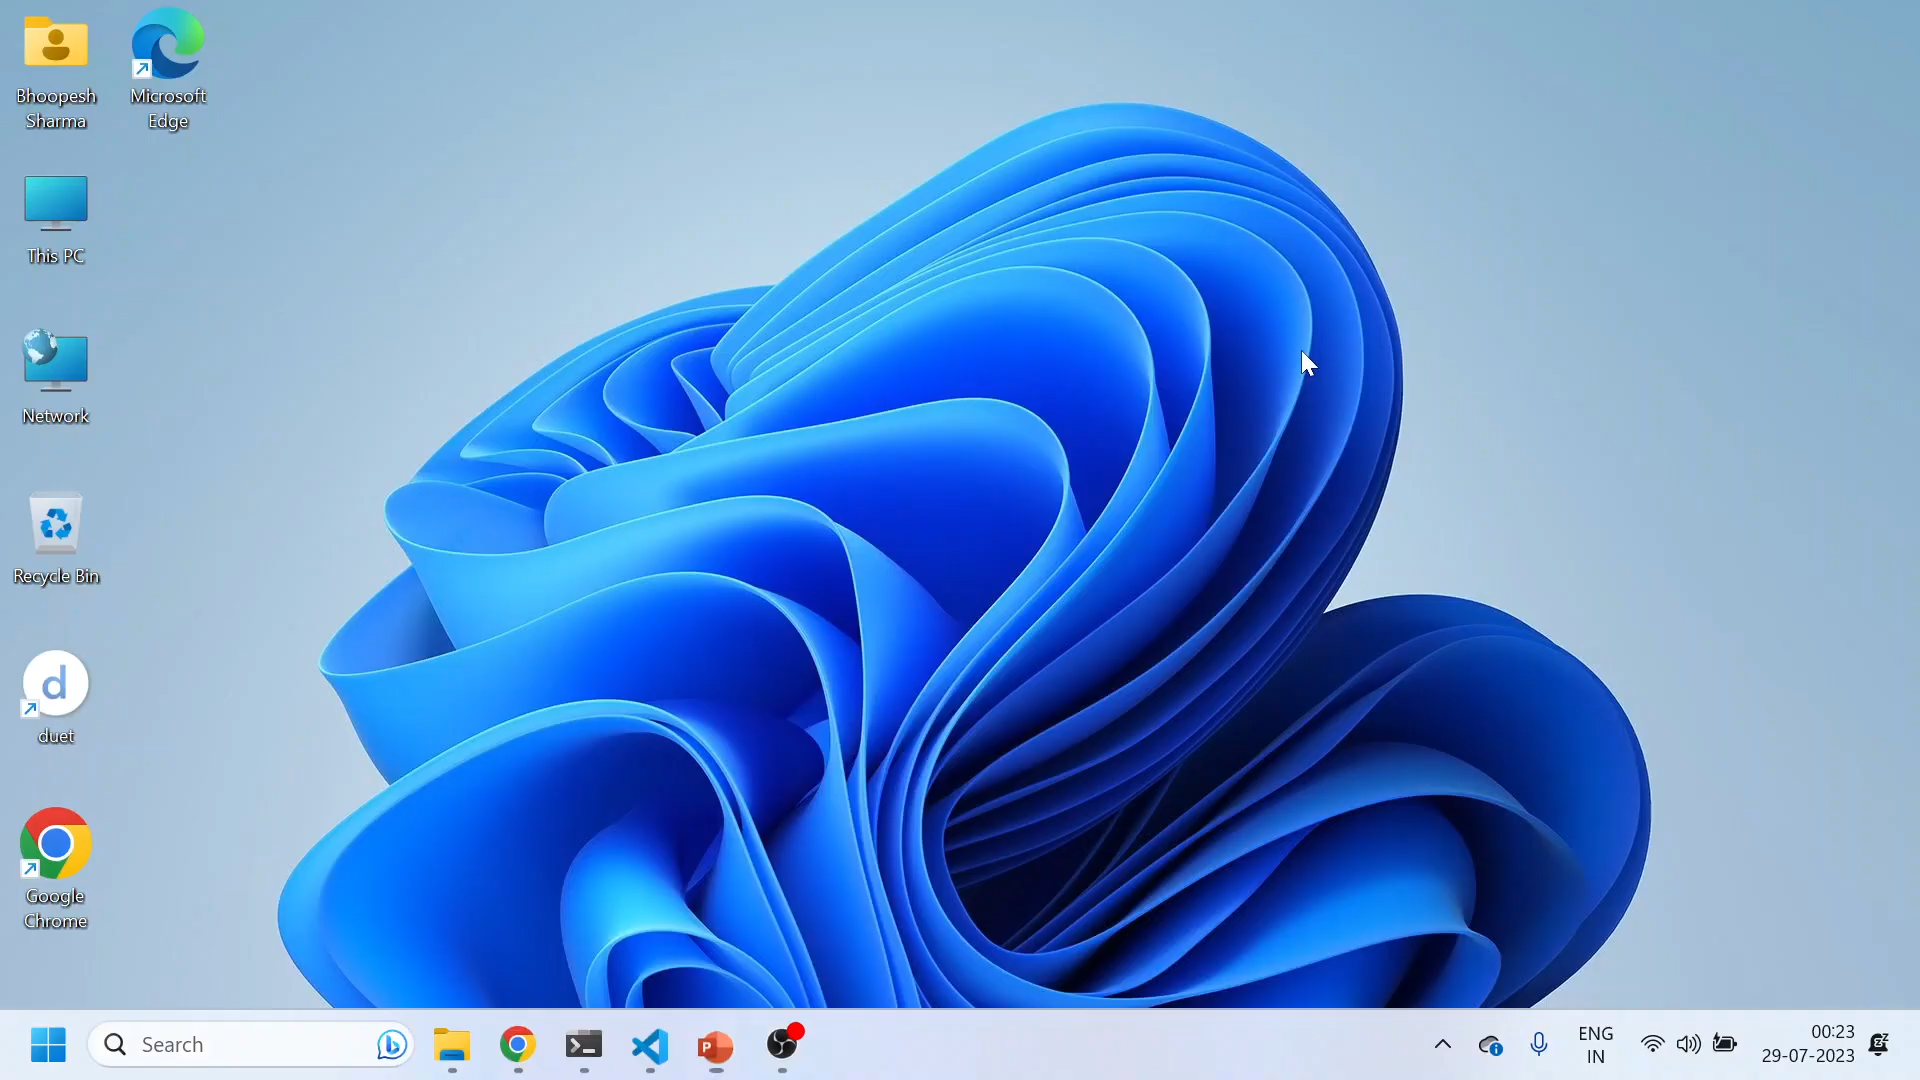 Bhoopesh
Sharma
Microsoft
Edge
This PC
Network
Recycle Bin
d
duet
Google
Chrome
Search
P
ENG
IN
00:23
29-07-2023